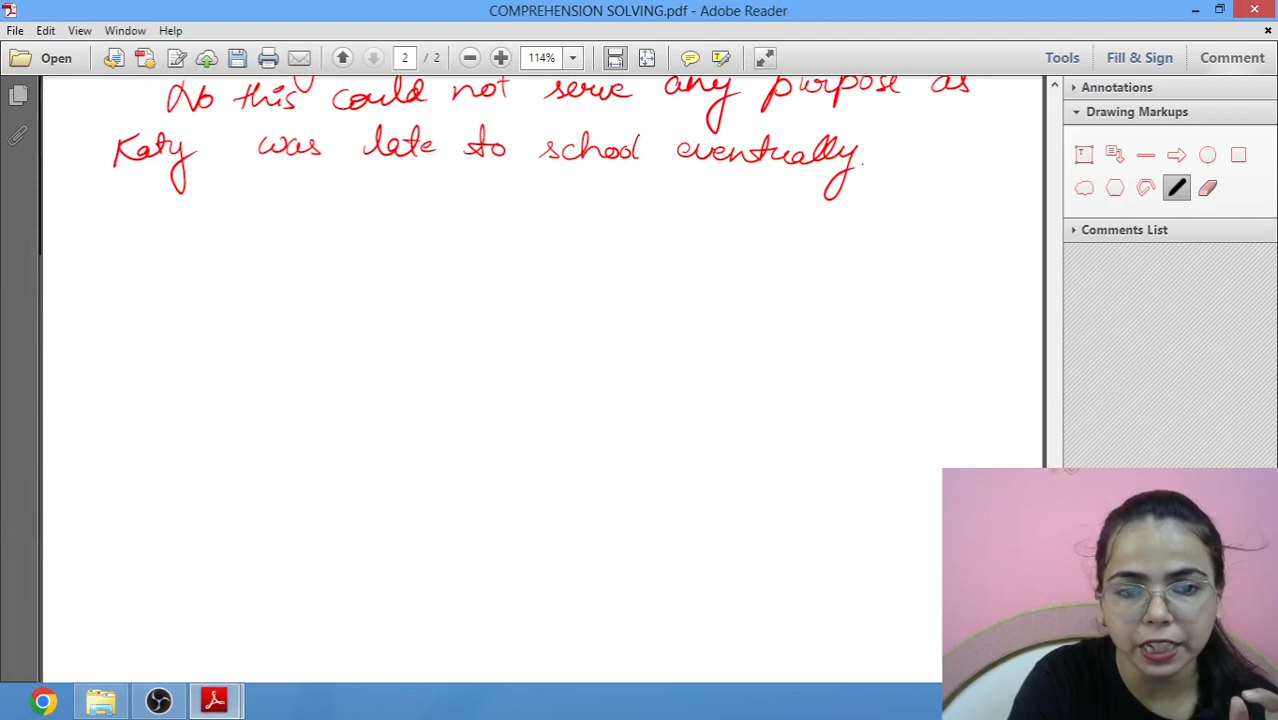 COMPREHENSION SOLVING.pdf - Adobe Reader
File Edit View Window Help
Open 2 / 2 114% Tools Fill & Sign Comment
Annotations
Drawing Markups
Comments List
No this could not serve any purpose as
Katy was late to school eventually.